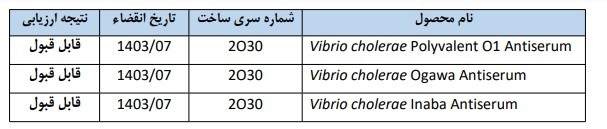 نام محصول	شماره سری ساخت	تاریخ انقضاء	نتیجه ارزیابی
Vibrio cholerae Polyvalent O1 Antiserum	2O30	1403/07	قابل قبول
Vibrio cholerae Ogawa Antiserum	2O30	1403/07	قابل قبول
Vibrio cholerae Inaba Antiserum	2O30	1403/07	قابل قبول